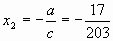 x₂ = −a/c = −17/203